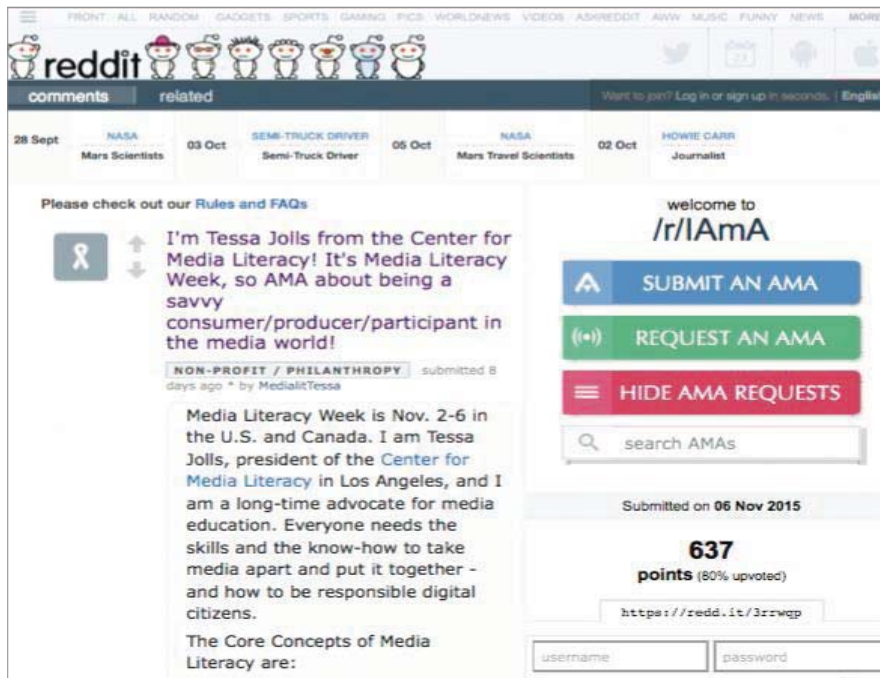 FRONT ALL RANDOM GADGETS SPORTS GAMING PICS WORLDNEWS VIDEOS ASKREDDIT AWW MUSIC FUNNY NEWS MORE
reddit
comments related
Want to join? Log in or sign up in seconds. | English
28 Sept
NASA
Mars Scientists
03 Oct
SEMI-TRUCK DRIVER
Semi-Truck Driver
05 Oct
NASA
Mars Travel Scientists
02 Oct
HOWIE CARR
Journalist
Please check out our Rules and FAQs
I'm Tessa Jolls from the Center for
Media Literacy! It's Media Literacy
Week, so AMA about being a
savvy
consumer/producer/participant in
the media world!
NON-PROFIT / PHILANTHROPY submitted 8
days ago * by MedialitTessa
Media Literacy Week is Nov. 2-6 in
the U.S. and Canada. I am Tessa
Jolls, president of the Center for
Media Literacy in Los Angeles, and I
am a long-time advocate for media
education. Everyone needs the
skills and the know-how to take
media apart and put it together -
and how to be responsible digital
citizens.
The Core Concepts of Media
Literacy are:
welcome to
/r/IAmA
SUBMIT AN AMA
REQUEST AN AMA
HIDE AMA REQUESTS
search AMAs
Submitted on 06 Nov 2015
637
points (80% upvoted)
https://redd.it/3rrwqp
username password